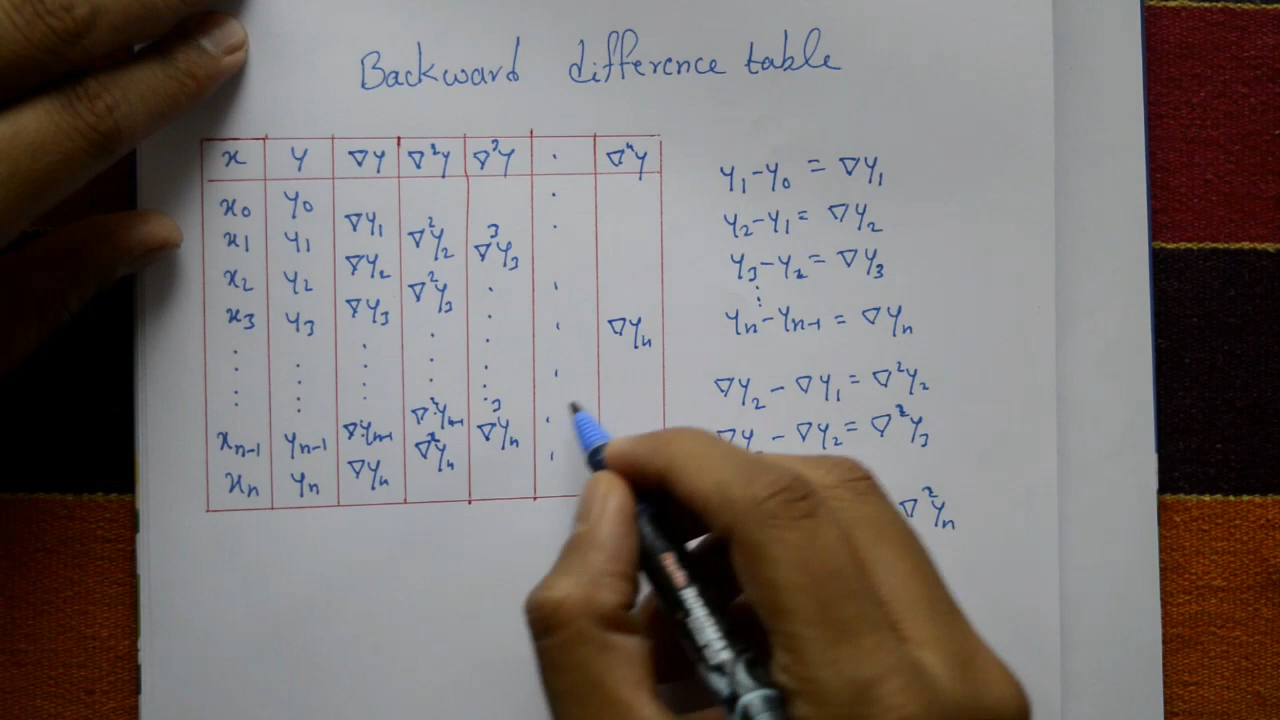 Backward difference table
x y ∇y ∇²y ∇³y . ∇ⁿy
x₀ y₀
∇y₁
x₁ y₁ ∇²y₂
∇y₂ ∇³y₃
x₂ y₂ ∇²y₃
∇y₃
x₃ y₃ ∇yₙ
∇²yₙ₋₁
xₙ₋₁ yₙ₋₁ ∇yₙ₋₁ ∇³yₙ
∇²yₙ
xₙ yₙ ∇yₙ
y₁-y₀ = ∇y₁
y₂-y₁ = ∇y₂
y₃-y₂ = ∇y₃
⋮
yₙ-yₙ₋₁ = ∇yₙ
∇y₂ - ∇y₁ = ∇²y₂
∇y - ∇y₂ = ∇²y₃
∇²yₙ